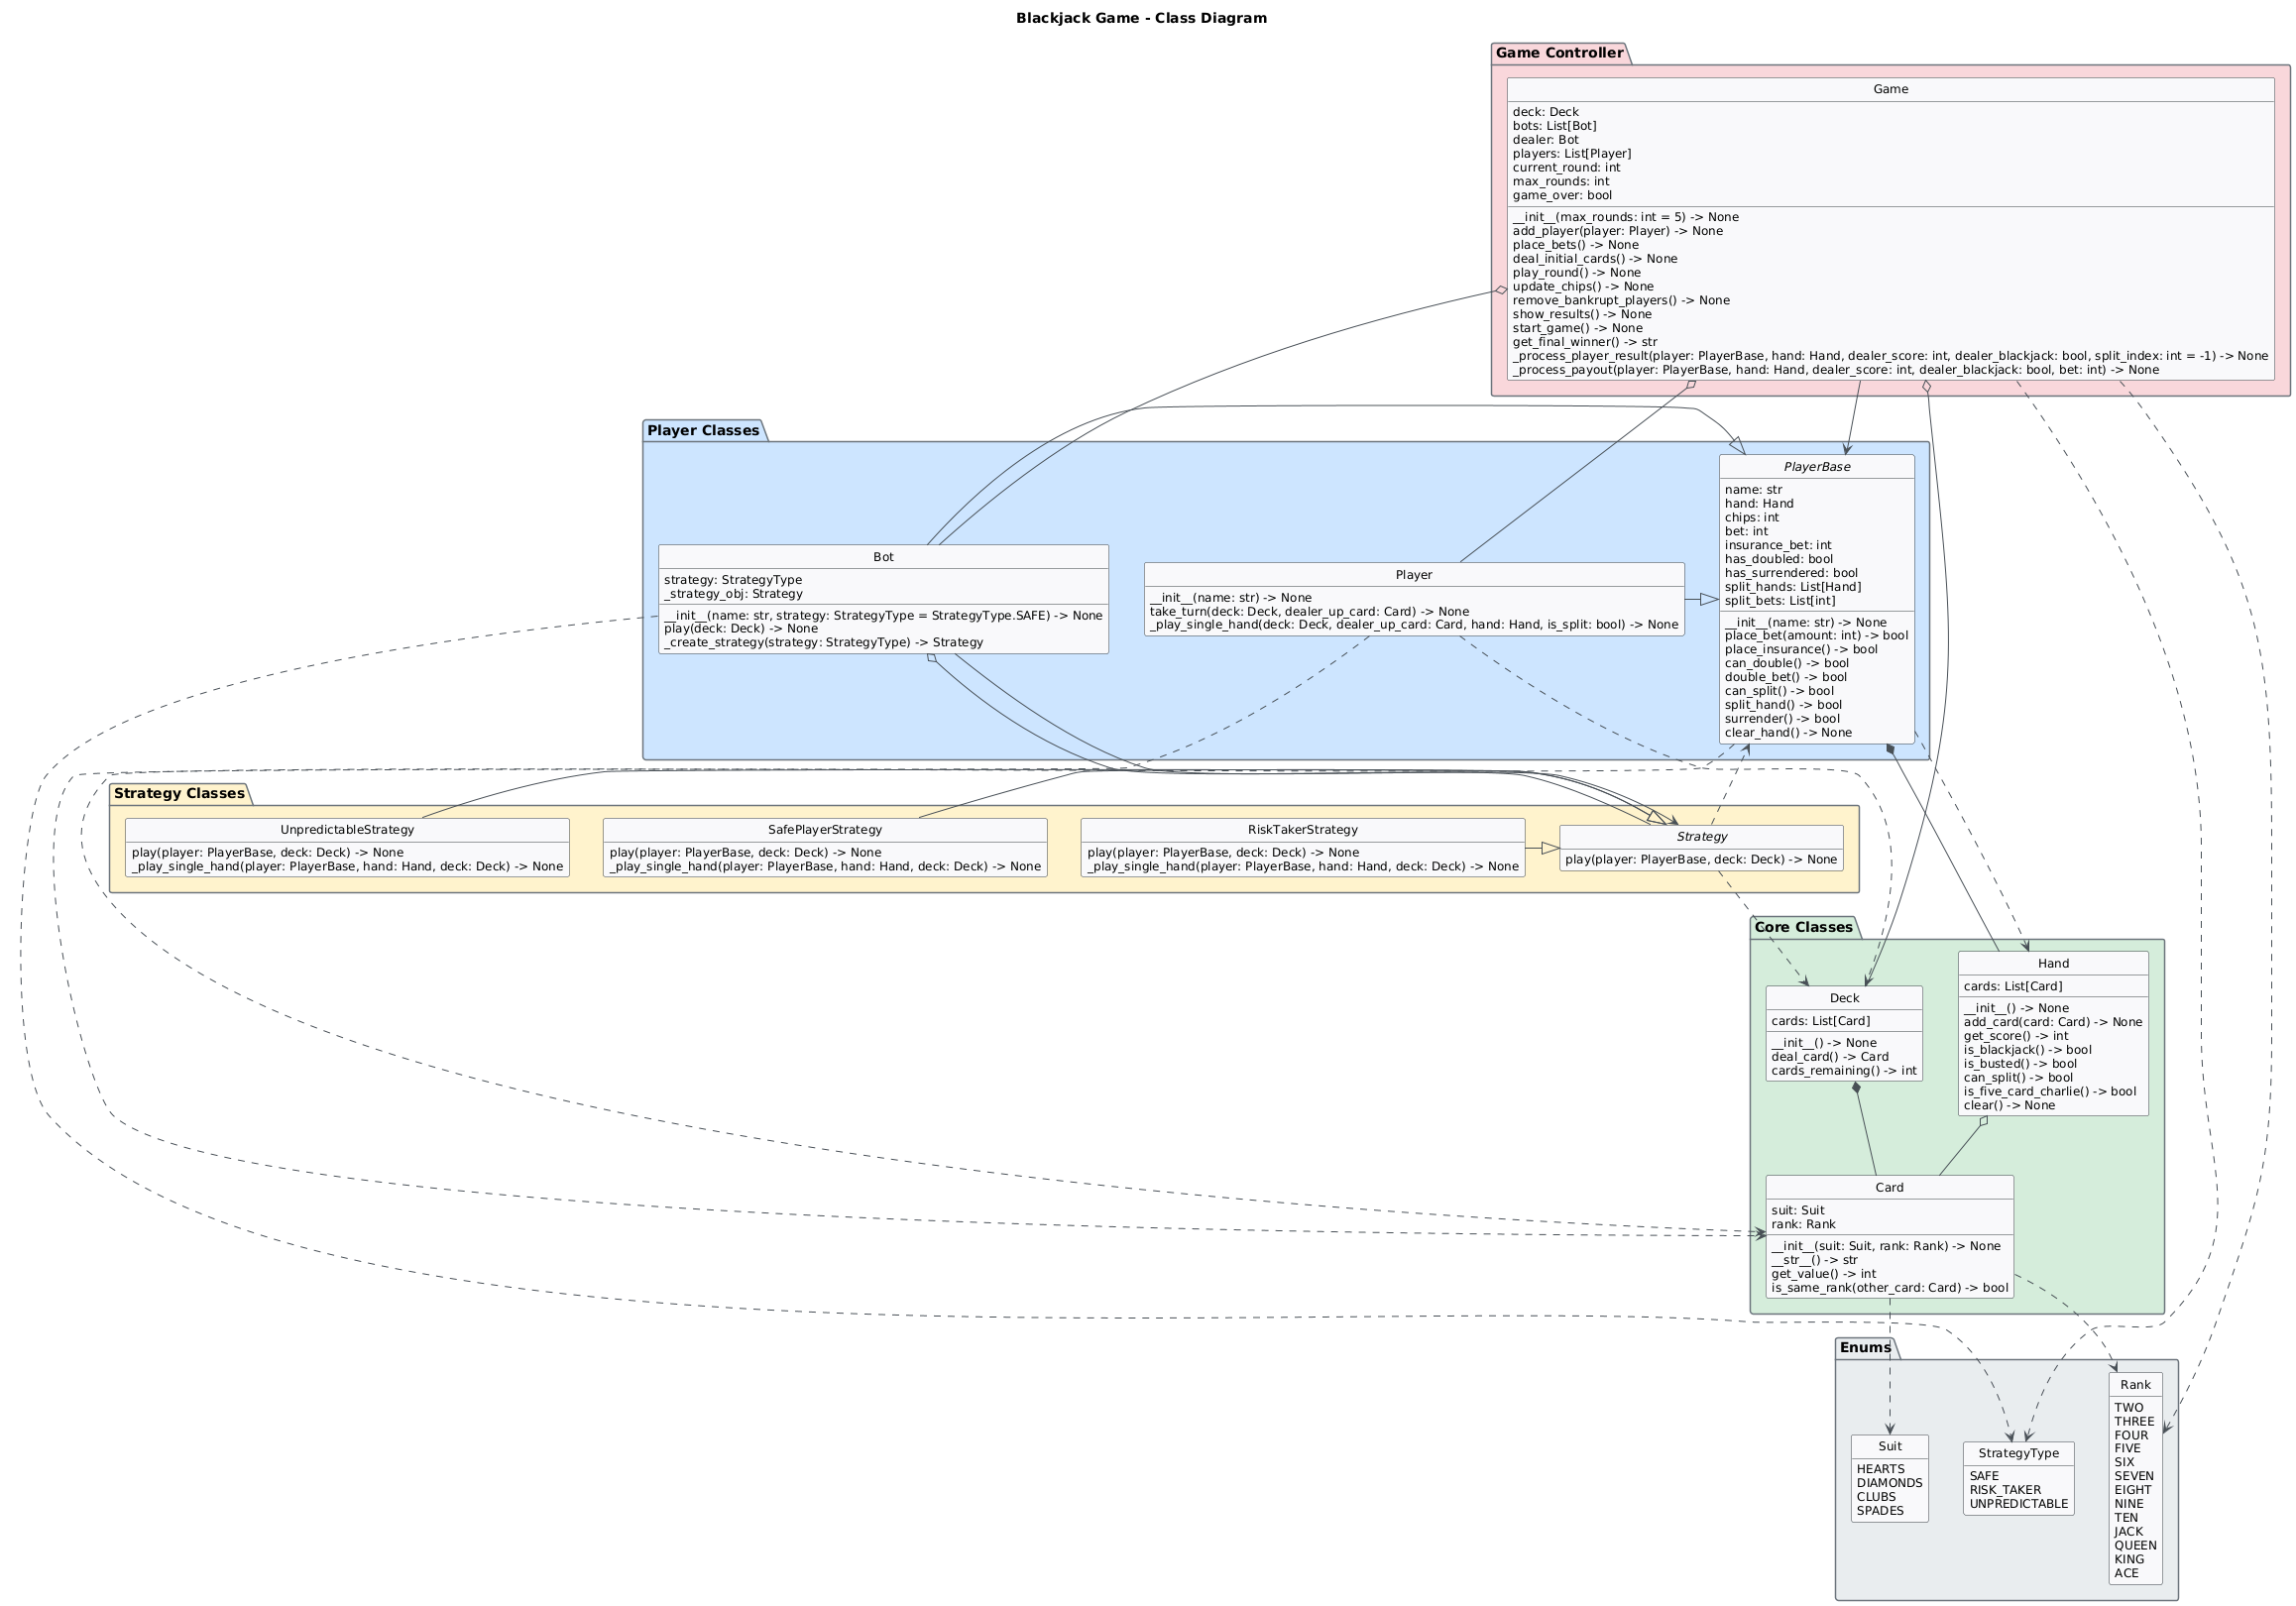 Blackjack Game - Class Diagram
Game Controller
Game
deck: Deck
bots: List[Bot]
dealer: Bot
players: List[Player]
current_round: int
max_rounds: int
game_over: bool
__init__(max_rounds: int = 5) -> None
add_player(player: Player) -> None
place_bets() -> None
deal_initial_cards() -> None
play_round() -> None
update_chips() -> None
remove_bankrupt_players() -> None
show_results() -> None
start_game() -> None
get_final_winner() -> str
_process_player_result(player: PlayerBase, hand: Hand, dealer_score: int, dealer_blackjack: bool, split_index: int = -1) -> None
_process_payout(player: PlayerBase, hand: Hand, dealer_score: int, dealer_blackjack: bool, bet: int) -> None
Player Classes
Bot
strategy: StrategyType
_strategy_obj: Strategy
__init__(name: str, strategy: StrategyType = StrategyType.SAFE) -> None
play(deck: Deck) -> None
_create_strategy(strategy: StrategyType) -> Strategy
Player
__init__(name: str) -> None
take_turn(deck: Deck, dealer_up_card: Card) -> None
_play_single_hand(deck: Deck, dealer_up_card: Card, hand: Hand, is_split: bool) -> None
PlayerBase
name: str
hand: Hand
chips: int
bet: int
insurance_bet: int
has_doubled: bool
has_surrendered: bool
split_hands: List[Hand]
split_bets: List[int]
__init__(name: str) -> None
place_bet(amount: int) -> bool
place_insurance() -> bool
can_double() -> bool
double_bet() -> bool
can_split() -> bool
split_hand() -> bool
surrender() -> bool
clear_hand() -> None
Strategy Classes
UnpredictableStrategy
play(player: PlayerBase, deck: Deck) -> None
_play_single_hand(player: PlayerBase, hand: Hand, deck: Deck) -> None
SafePlayerStrategy
play(player: PlayerBase, deck: Deck) -> None
_play_single_hand(player: PlayerBase, hand: Hand, deck: Deck) -> None
RiskTakerStrategy
play(player: PlayerBase, deck: Deck) -> None
_play_single_hand(player: PlayerBase, hand: Hand, deck: Deck) -> None
Strategy
play(player: PlayerBase, deck: Deck) -> None
Core Classes
Deck
cards: List[Card]
__init__() -> None
deal_card() -> Card
cards_remaining() -> int
Hand
cards: List[Card]
__init__() -> None
add_card(card: Card) -> None
get_score() -> int
is_blackjack() -> bool
is_busted() -> bool
can_split() -> bool
is_five_card_charlie() -> bool
clear() -> None
Card
suit: Suit
rank: Rank
__init__(suit: Suit, rank: Rank) -> None
__str__() -> str
get_value() -> int
is_same_rank(other_card: Card) -> bool
Enums
Suit
HEARTS
DIAMONDS
CLUBS
SPADES
StrategyType
SAFE
RISK_TAKER
UNPREDICTABLE
Rank
TWO
THREE
FOUR
FIVE
SIX
SEVEN
EIGHT
NINE
TEN
JACK
QUEEN
KING
ACE